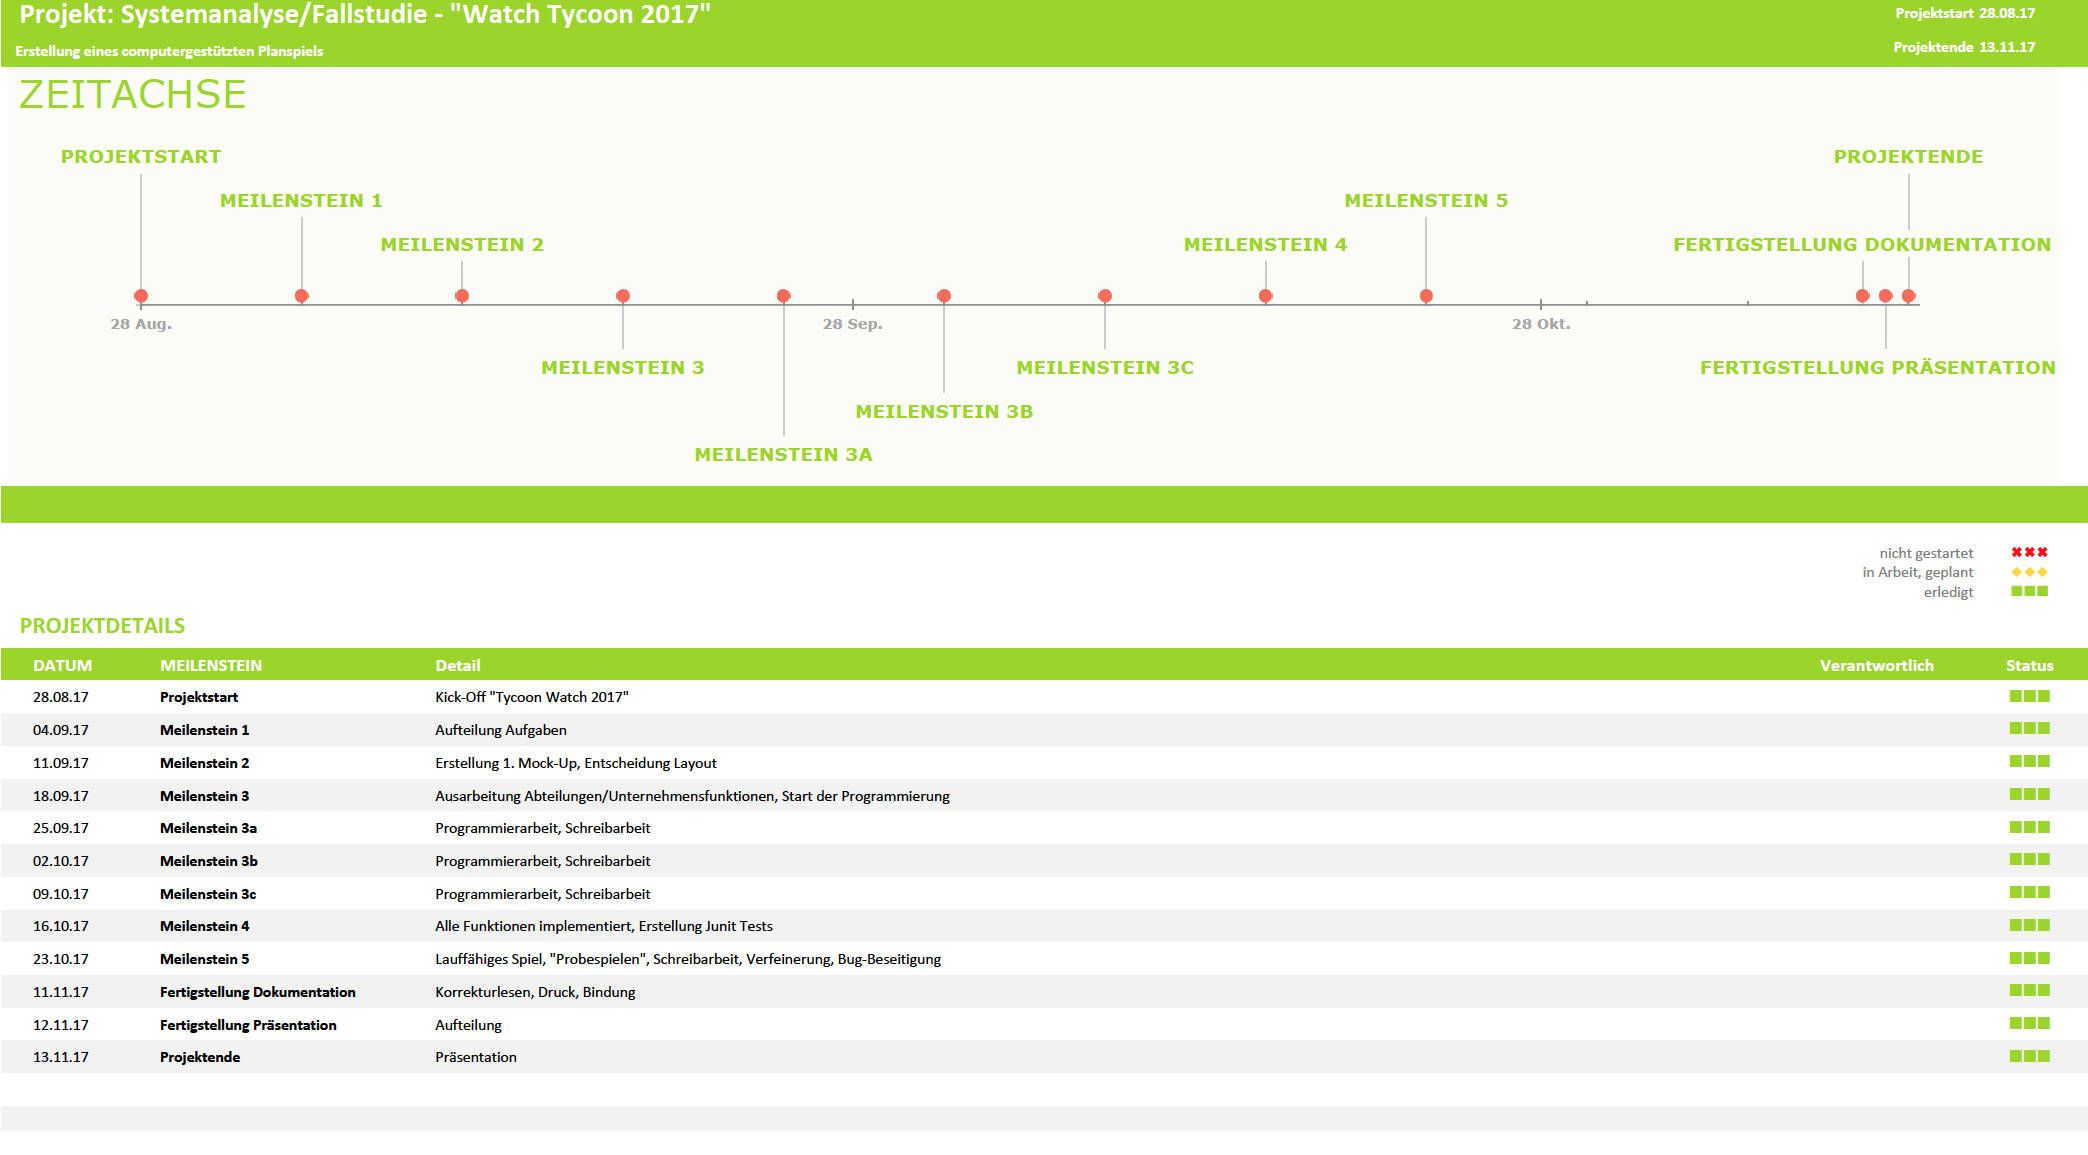 Projekt: Systemanalyse/Fallstudie - "Watch Tycoon 2017"
Projektstart 28.08.17
Erstellung eines computergestützten Planspiels
Projektende 13.11.17
ZEITACHSE
PROJEKTSTART
PROJEKTENDE
MEILENSTEIN 1
MEILENSTEIN 5
MEILENSTEIN 2
MEILENSTEIN 4
FERTIGSTELLUNG DOKUMENTATION
28 Aug.
28 Sep.
28 Okt.
MEILENSTEIN 3
MEILENSTEIN 3C
FERTIGSTELLUNG PRÄSENTATION
MEILENSTEIN 3B
MEILENSTEIN 3A
nicht gestartet
in Arbeit, geplant
erledigt
PROJEKTDETAILS
DATUM MEILENSTEIN Detail Verantwortlich Status
28.08.17 Projektstart Kick-Off "Tycoon Watch 2017"
04.09.17 Meilenstein 1 Aufteilung Aufgaben
11.09.17 Meilenstein 2 Erstellung 1. Mock-Up, Entscheidung Layout
18.09.17 Meilenstein 3 Ausarbeitung Abteilungen/Unternehmensfunktionen, Start der Programmierung
25.09.17 Meilenstein 3a Programmierarbeit, Schreibarbeit
02.10.17 Meilenstein 3b Programmierarbeit, Schreibarbeit
09.10.17 Meilenstein 3c Programmierarbeit, Schreibarbeit
16.10.17 Meilenstein 4 Alle Funktionen implementiert, Erstellung Junit Tests
23.10.17 Meilenstein 5 Lauffähiges Spiel, "Probespielen", Schreibarbeit, Verfeinerung, Bug-Beseitigung
11.11.17 Fertigstellung Dokumentation Korrekturlesen, Druck, Bindung
12.11.17 Fertigstellung Präsentation Aufteilung
13.11.17 Projektende Präsentation